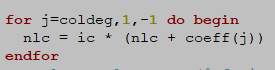 for j=coldeg,1,-1 do begin
nlc = ic * (nlc + coeff(j))
endfor